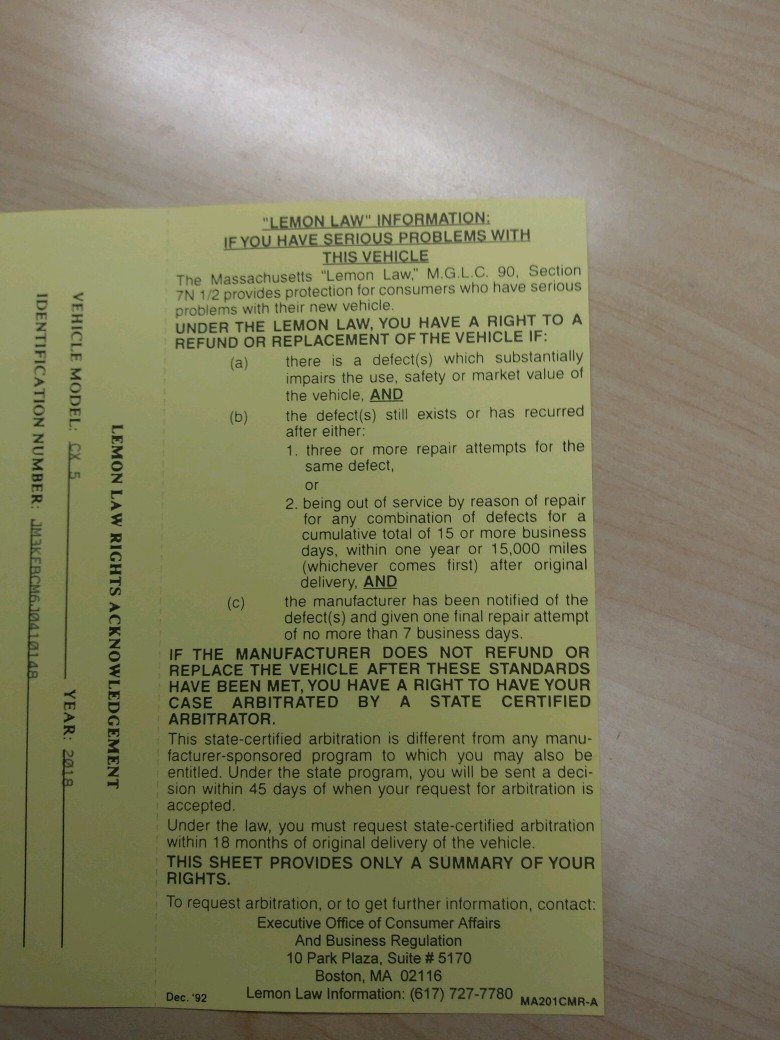 "LEMON LAW" INFORMATION:
IF YOU HAVE SERIOUS PROBLEMS WITH
THIS VEHICLE
The Massachusetts "Lemon Law," M.G.L.C. 90, Section
7N 1/2 provides protection for consumers who have serious
problems with their new vehicle.
UNDER THE LEMON LAW, YOU HAVE A RIGHT TO A
REFUND OR REPLACEMENT OF THE VEHICLE IF:
(a) there is a defect(s) which substantially
impairs the use, safety or market value of
the vehicle, AND
(b) the defect(s) still exists or has recurred
after either:
1. three or more repair attempts for the
same defect,
or
2. being out of service by reason of repair
for any combination of defects for a
cumulative total of 15 or more business
days, within one year or 15,000 miles
(whichever comes first) after original
delivery, AND
(c) the manufacturer has been notified of the
defect(s) and given one final repair attempt
of no more than 7 business days.
IF THE MANUFACTURER DOES NOT REFUND OR
REPLACE THE VEHICLE AFTER THESE STANDARDS
HAVE BEEN MET, YOU HAVE A RIGHT TO HAVE YOUR
CASE ARBITRATED BY A STATE CERTIFIED
ARBITRATOR.
This state-certified arbitration is different from any manu-
facturer-sponsored program to which you may also be
entitled. Under the state program, you will be sent a deci-
sion within 45 days of when your request for arbitration is
accepted.
Under the law, you must request state-certified arbitration
within 18 months of original delivery of the vehicle.
THIS SHEET PROVIDES ONLY A SUMMARY OF YOUR
RIGHTS.
To request arbitration, or to get further information, contact:
Executive Office of Consumer Affairs
And Business Regulation
10 Park Plaza, Suite # 5170
Boston, MA 02116
Lemon Law Information: (617) 727-7780
Dec. '92
MA201CMR-A
LEMON LAW RIGHTS ACKNOWLEDGEMENT
VEHICLE MODEL: CX 5 YEAR: 2018
IDENTIFICATION NUMBER: